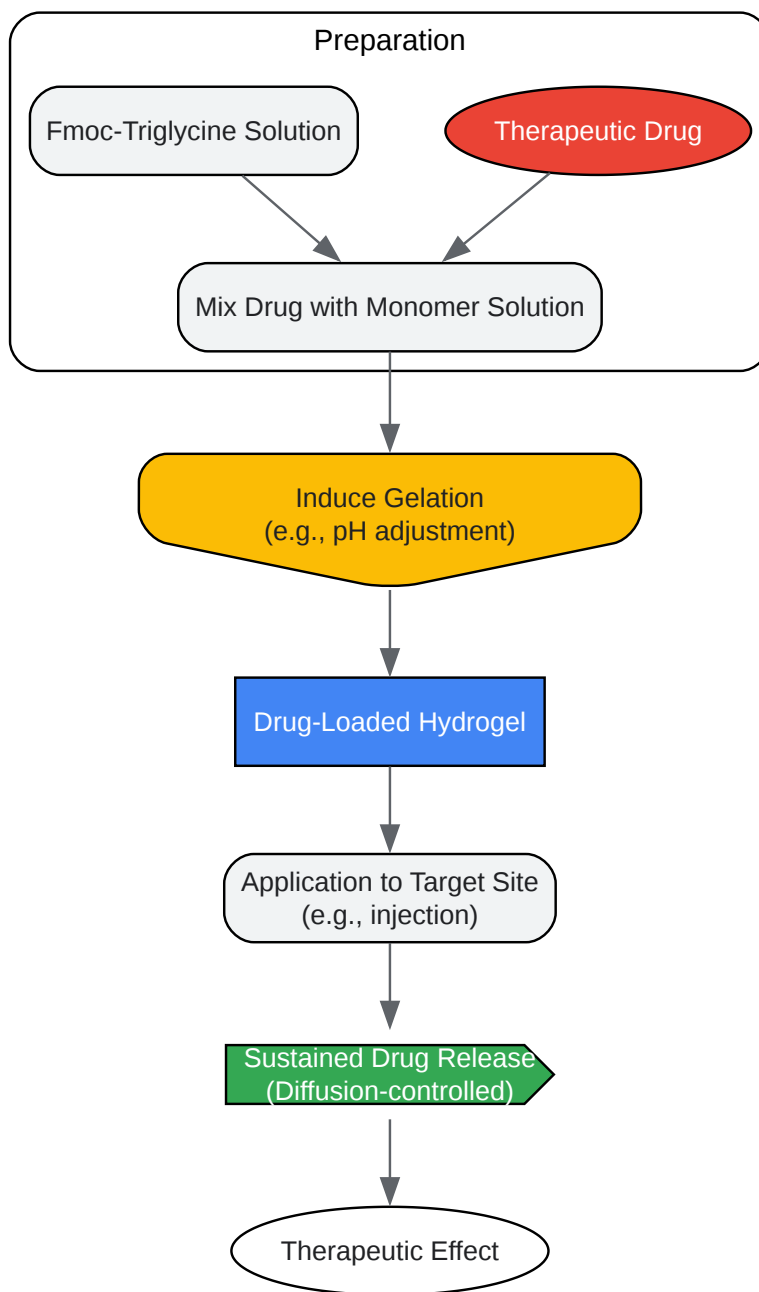 Preparation
Fmoc-Triglycine Solution
Therapeutic Drug
Mix Drug with Monomer Solution
Induce Gelation
(e.g., pH adjustment)
Drug-Loaded Hydrogel
Application to Target Site
(e.g., injection)
Sustained Drug Release
(Diffusion-controlled)
Therapeutic Effect